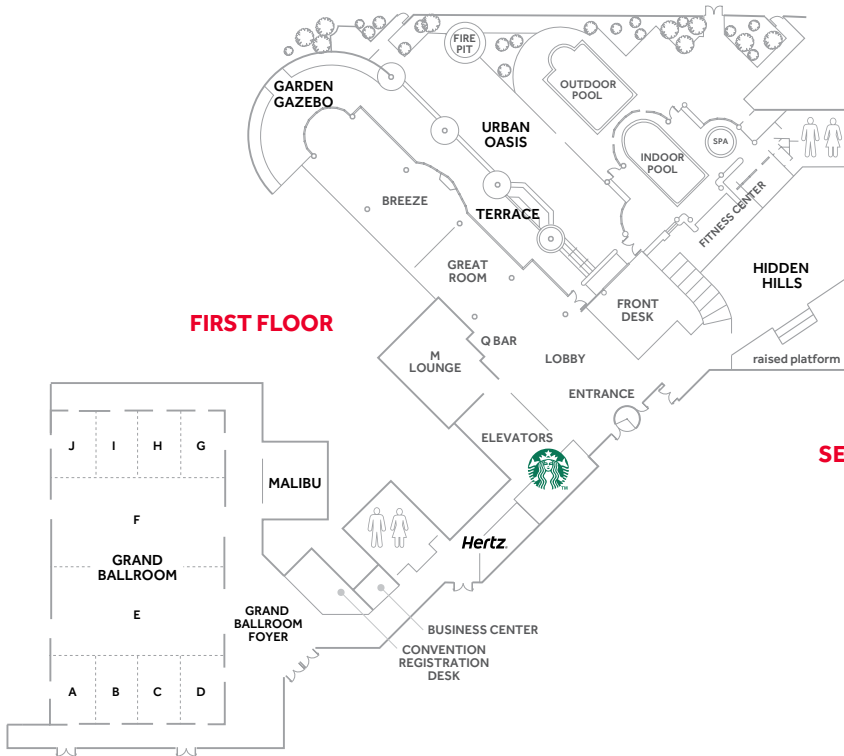 FIRE
PIT
GARDEN
GAZEBO
OUTDOOR
POOL
URBAN
OASIS
SPA
INDOOR
POOL
BREEZE
TERRACE
FITNESS CENTER
GREAT
ROOM
HIDDEN
HILLS
FRONT
DESK
FIRST FLOOR
Q BAR
M
LOUNGE
LOBBY
raised platform
ENTRANCE
ELEVATORS
TM
SE
J I H G
MALIBU
F
GRAND
BALLROOM
Hertz.
E
GRAND
BALLROOM
FOYER
BUSINESS CENTER
CONVENTION
REGISTRATION
DESK
A B C D